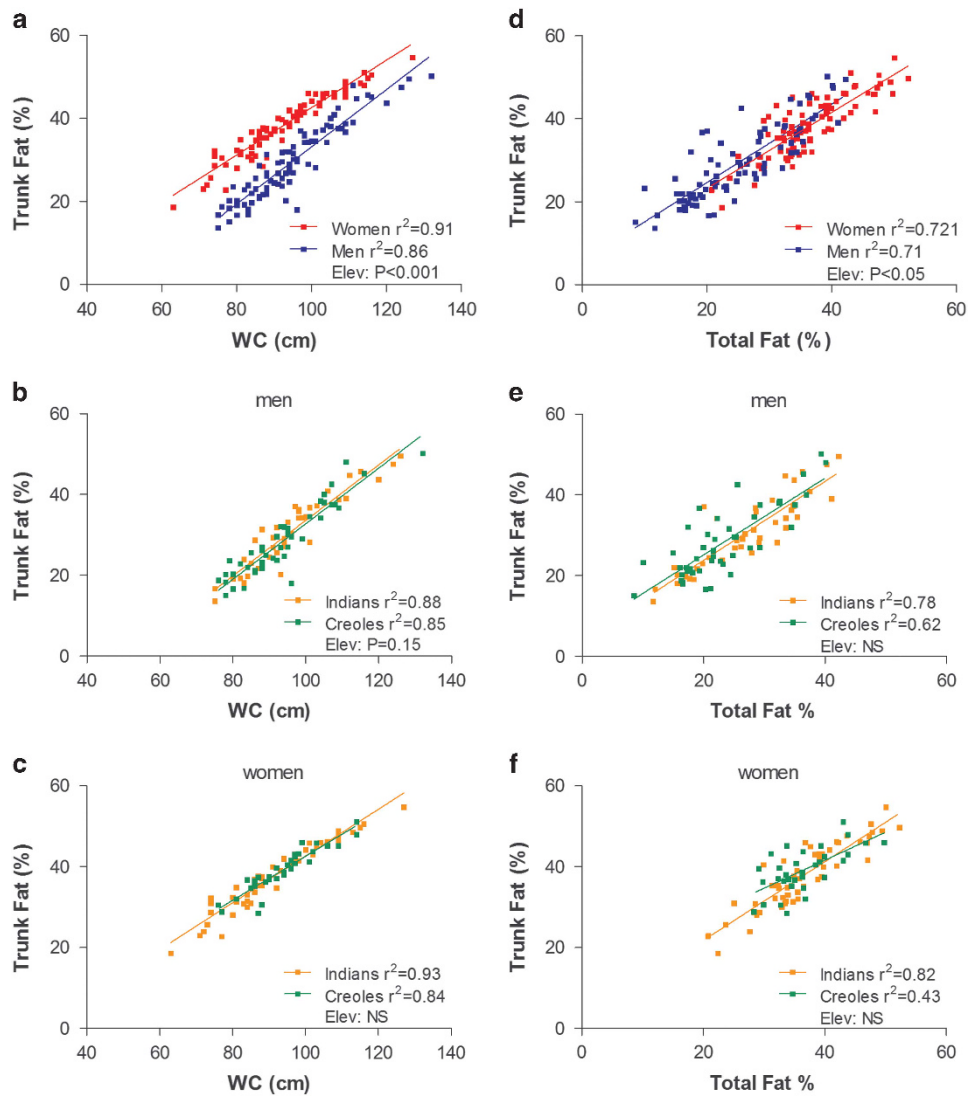 a
60
40
20
0
Trunk Fat (%)
Women r²=0.91
Men r²=0.86
Elev: P<0.001
40 60 80 100 120 140
WC (cm)
d
60
40
20
0
Trunk Fat (%)
Women r²=0.721
Men r²=0.71
Elev: P<0.05
0 20 40 60
Total Fat (%)
b
men
60
40
20
0
Trunk Fat (%)
Indians r²=0.88
Creoles r²=0.85
Elev: P=0.15
40 60 80 100 120 140
WC (cm)
e
men
60
40
20
0
Trunk Fat (%)
Indians r²=0.78
Creoles r²=0.62
Elev: NS
0 20 40 60
Total Fat %
c
women
60
40
20
0
Trunk Fat (%)
Indians r²=0.93
Creoles r²=0.84
Elev: NS
40 60 80 100 120 140
WC (cm)
f
women
60
40
20
0
Trunk Fat (%)
Indians r²=0.82
Creoles r²=0.43
Elev: NS
0 20 40 60
Total Fat %